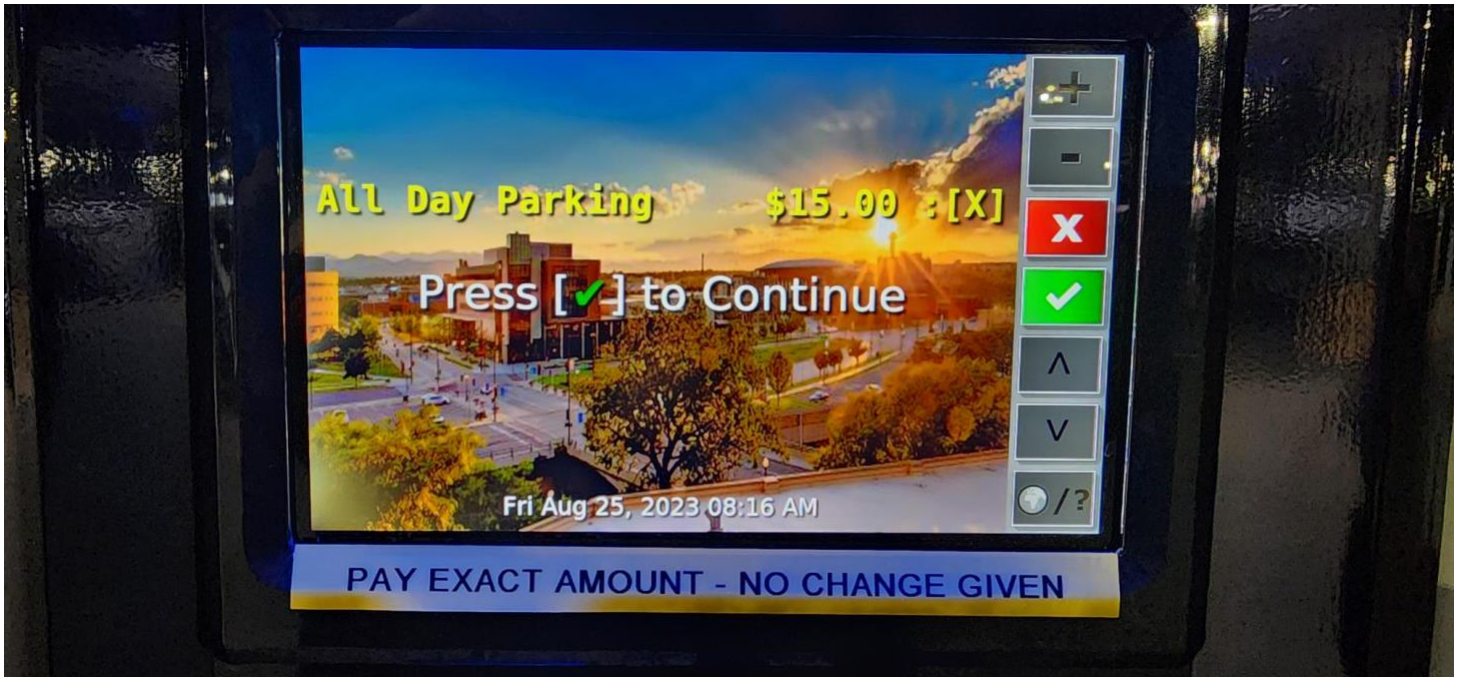 All Day Parking $15.00 :[X]
Press [✔] to Continue
Fri Aug 25, 2023 08:16 AM
+
-
X
✓
^
v
/?
PAY EXACT AMOUNT - NO CHANGE GIVEN